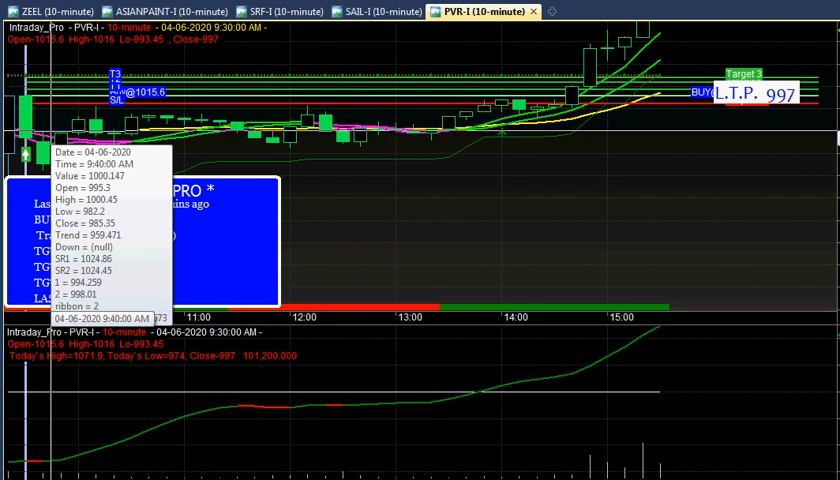 ZEEL (10-minute) ASIANPAINT-I (10-minute) SRF-I (10-minute) SAIL-I (10-minute) PVR-I (10-minute)
Intraday_Pro - PVR-I - 10-minute - 04-06-2020 9:30:00 AM -
Open-1015.6 High-1016 Lo-993.45 , Close-997
T3
Target 3
@1015.6
BUY@
L.T.P. 997
S/L
Date = 04-06-2020
Time = 9:40:00 AM
Value = 1000.147
Open = 995.3
High = 1000.45
Low = 982.2
Close = 985.35
Trend = 959.471
Down = (null)
SR1 = 1024.86
SR2 = 1024.45
1 = 994.259
2 = 998.01
ribbon = 2
PRO *
ins ago
04-06-2020 9:40:00 AM 11:00 12:00 13:00 14:00 15:00
Intraday_Pro - PVR-I - 10-minute - 04-06-2020 9:30:00 AM -
Open-1015.6 High-1016 Lo-993.45
Today's High=1071.9, Today's Low=974, Close-997 101,200.000